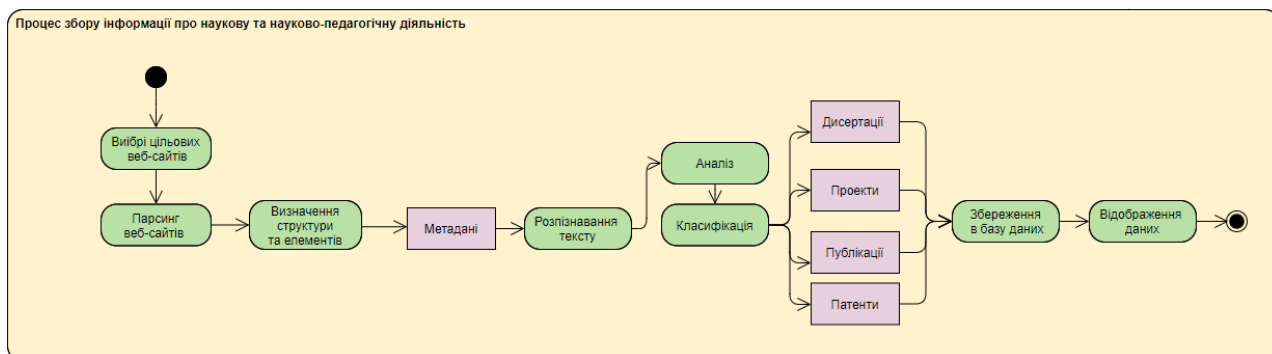 Процес збору інформації про наукову та науково-педагогічну діяльність
Виібрі цільових
веб-сайтів
Парсинг
веб-сайтів
Визначення
структури
та елементів
Метадані
Розпізнавання
тексту
Аналіз
Класифікація
Дисертації
Проекти
Публікації
Патенти
Збереження
в базу даних
Відображення
даних